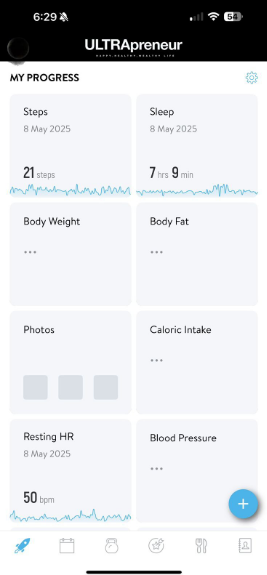 6:29
54
ULTRApreneur
HAPPY, HEALTHY, WEALTHY LIFE
MY PROGRESS
Steps
8 May 2025
21 steps
Sleep
8 May 2025
7 hrs 9 min
Body Weight
...
Body Fat
...
Photos
Caloric Intake
...
Resting HR
8 May 2025
50 bpm
Blood Pressure
...